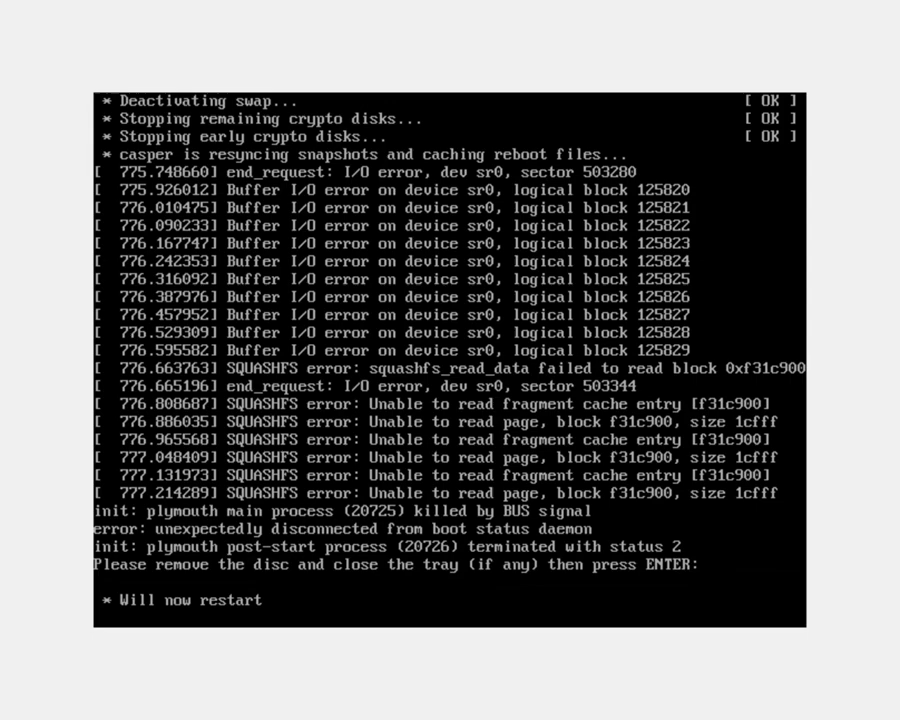 * Deactivating swap... [ OK ]
* Stopping remaining crypto disks... [ OK ]
* Stopping early crypto disks... [ OK ]
* casper is resyncing snapshots and caching reboot files...
[  775.748660] end_request: I/O error, dev sr0, sector 503280
[  775.926012] Buffer I/O error on device sr0, logical block 125820
[  776.010475] Buffer I/O error on device sr0, logical block 125821
[  776.090233] Buffer I/O error on device sr0, logical block 125822
[  776.167747] Buffer I/O error on device sr0, logical block 125823
[  776.242353] Buffer I/O error on device sr0, logical block 125824
[  776.316092] Buffer I/O error on device sr0, logical block 125825
[  776.387976] Buffer I/O error on device sr0, logical block 125826
[  776.457952] Buffer I/O error on device sr0, logical block 125827
[  776.529309] Buffer I/O error on device sr0, logical block 125828
[  776.595582] Buffer I/O error on device sr0, logical block 125829
[  776.663763] SQUASHFS error: squashfs_read_data failed to read block 0xf31c900
[  776.665196] end_request: I/O error, dev sr0, sector 503344
[  776.808687] SQUASHFS error: Unable to read fragment cache entry [f31c900]
[  776.886035] SQUASHFS error: Unable to read page, block f31c900, size 1cfff
[  776.965568] SQUASHFS error: Unable to read fragment cache entry [f31c900]
[  777.048409] SQUASHFS error: Unable to read page, block f31c900, size 1cfff
[  777.131973] SQUASHFS error: Unable to read fragment cache entry [f31c900]
[  777.214289] SQUASHFS error: Unable to read page, block f31c900, size 1cfff
init: plymouth main process (20725) killed by BUS signal
error: unexpectedly disconnected from boot status daemon
init: plymouth post-start process (20726) terminated with status 2
Please remove the disc and close the tray (if any) then press ENTER:
* Will now restart